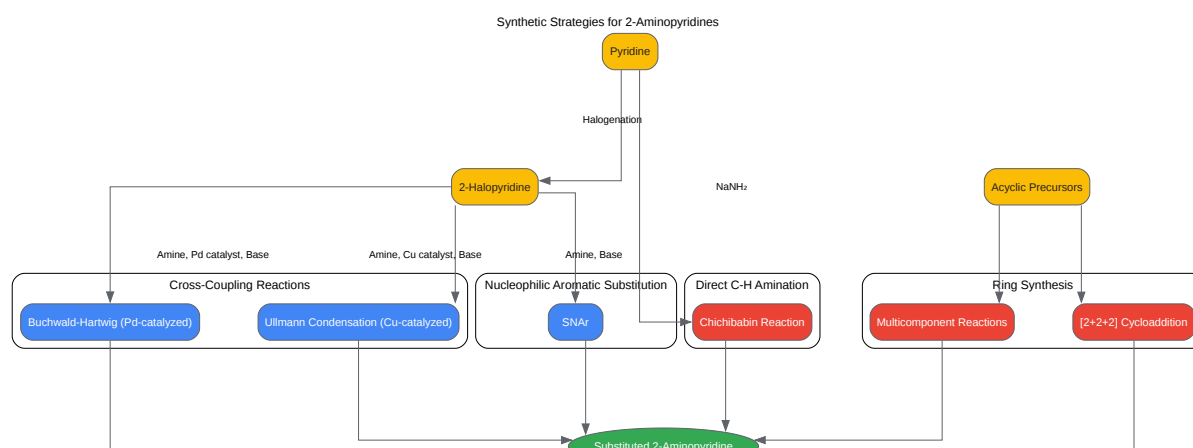 Synthetic Strategies for 2-Aminopyridines
Pyridine
Halogenation
2-Halopyridine
NaNH₂
Acyclic Precursors
Amine, Pd catalyst, Base
Amine, Cu catalyst, Base
Amine, Base
Cross-Coupling Reactions
Nucleophilic Aromatic Substitution
Direct C-H Amination
Ring Synthesis
Buchwald-Hartwig (Pd-catalyzed)
Ullmann Condensation (Cu-catalyzed)
SNAr
Chichibabin Reaction
Multicomponent Reactions
[2+2+2] Cycloaddition
Substituted 2-Aminopyridine